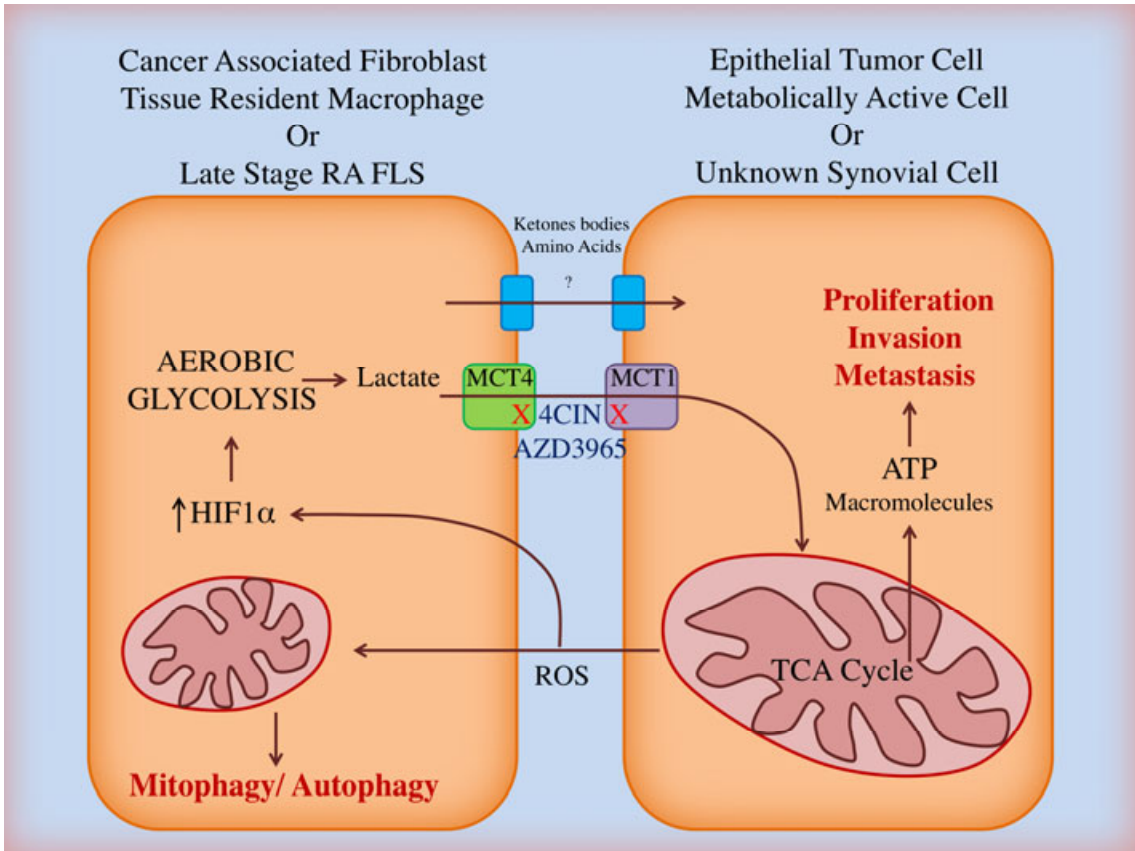 Cancer Associated Fibroblast
Tissue Resident Macrophage
Or
Late Stage RA FLS
Epithelial Tumor Cell
Metabolically Active Cell
Or
Unknown Synovial Cell
Ketones bodies
Amino Acids
?
Proliferation
Invasion
Metastasis
AEROBIC
GLYCOLYSIS
Lactate
MCT4
MCT1
X 4CIN X
AZD3965
ATP
Macromolecules
↑HIF1α
ROS
TCA Cycle
Mitophagy/ Autophagy